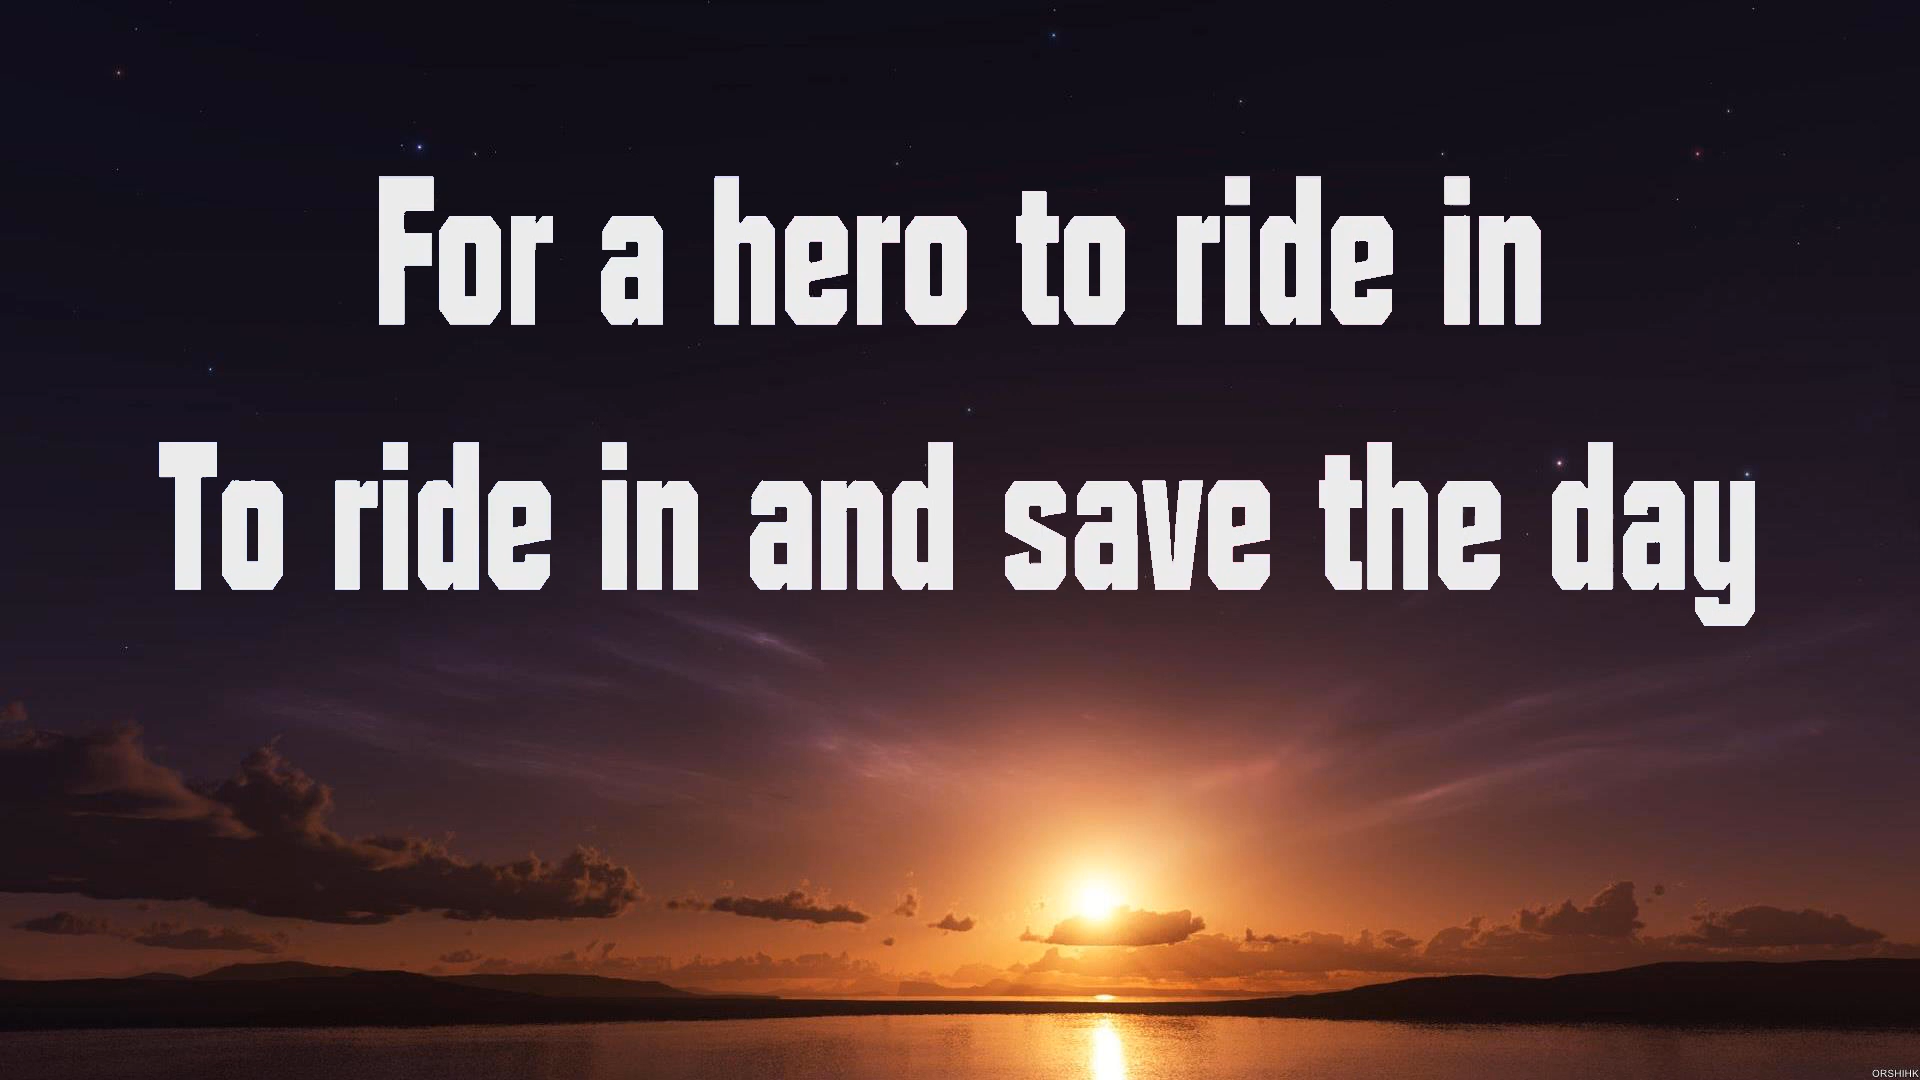 For a hero to ride in
To ride in and save the day
ORSHIHK